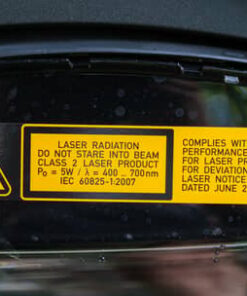 LASER RADIATION
DO NOT STARE INTO BEAM
CLASS 2 LASER PRODUCT
P₀ = 5W / λ = 400 .. 700nm
IEC 60825-1:2007
COMPLIES WITH
PERFORMANCE
FOR LASER PR
FOR DEVIATION
LASER NOTICE
DATED JUNE 2